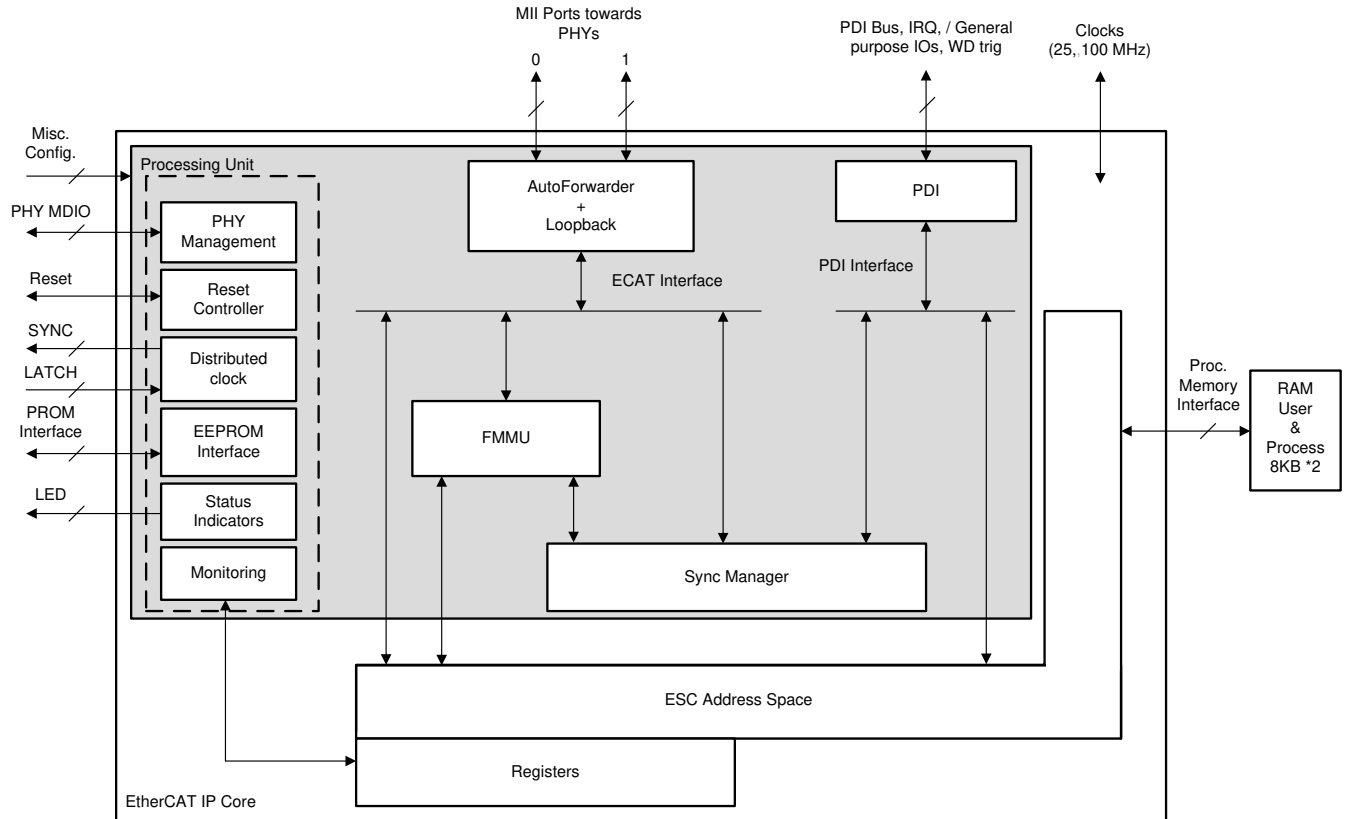 MII Ports towards
PHYs
0
1
PDI Bus, IRQ, / General
purpose IOs, WD trig
Clocks
(25,,100 MHz)
Misc.
Config.
PHY MDIO
Reset
SYNC
LATCH
PROM
Interface
LED
Processing Unit
PHY
Management
Reset
Controller
Distributed
clock
EEPROM
Interface
Status
Indicators
Monitoring
AutoForwarder
+
Loopback
ECAT Interface
PDI
PDI Interface
FMMU
Sync Manager
Proc.
Memory
Interface
RAM
User
&
Process
8KB *2
ESC Address Space
Registers
EtherCAT IP Core